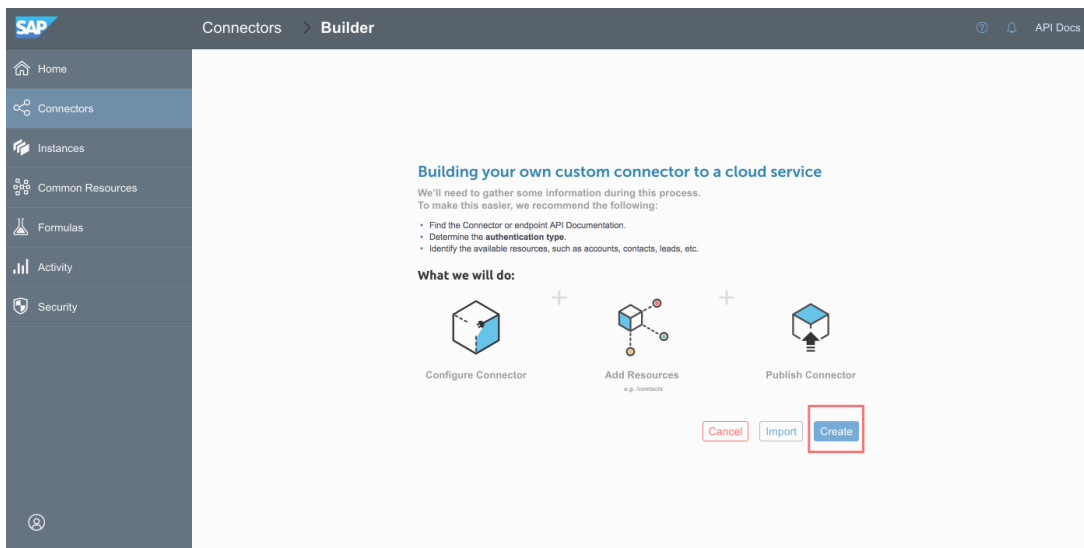 SAP
Connectors > Builder
API Docs
Home
Connectors
Instances
Common Resources
Formulas
Activity
Security
Building your own custom connector to a cloud service
We'll need to gather some information during this process.
To make this easier, we recommend the following:
• Find the Connector or endpoint API Documentation.
• Determine the authentication type.
• Identify the available resources, such as accounts, contacts, leads, etc.
What we will do:
Configure Connector
Add Resources
e.g. /contacts
Publish Connector
Cancel
Import
Create